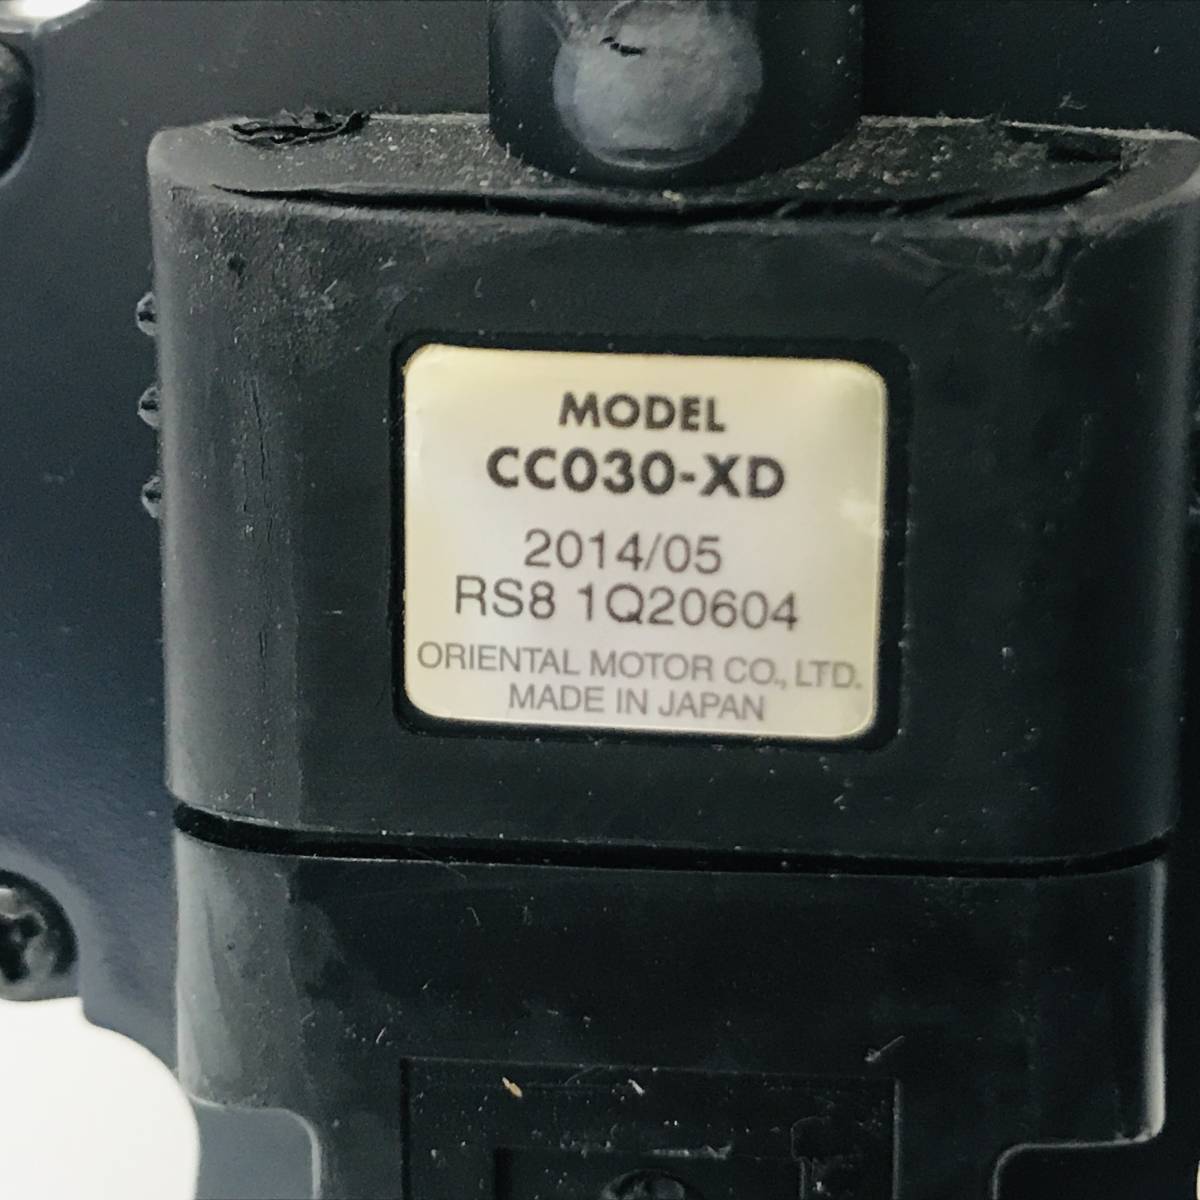 MODEL
CC030-XD
2014/05
RS8 1Q20604
ORIENTAL MOTOR CO., LTD.
MADE IN JAPAN